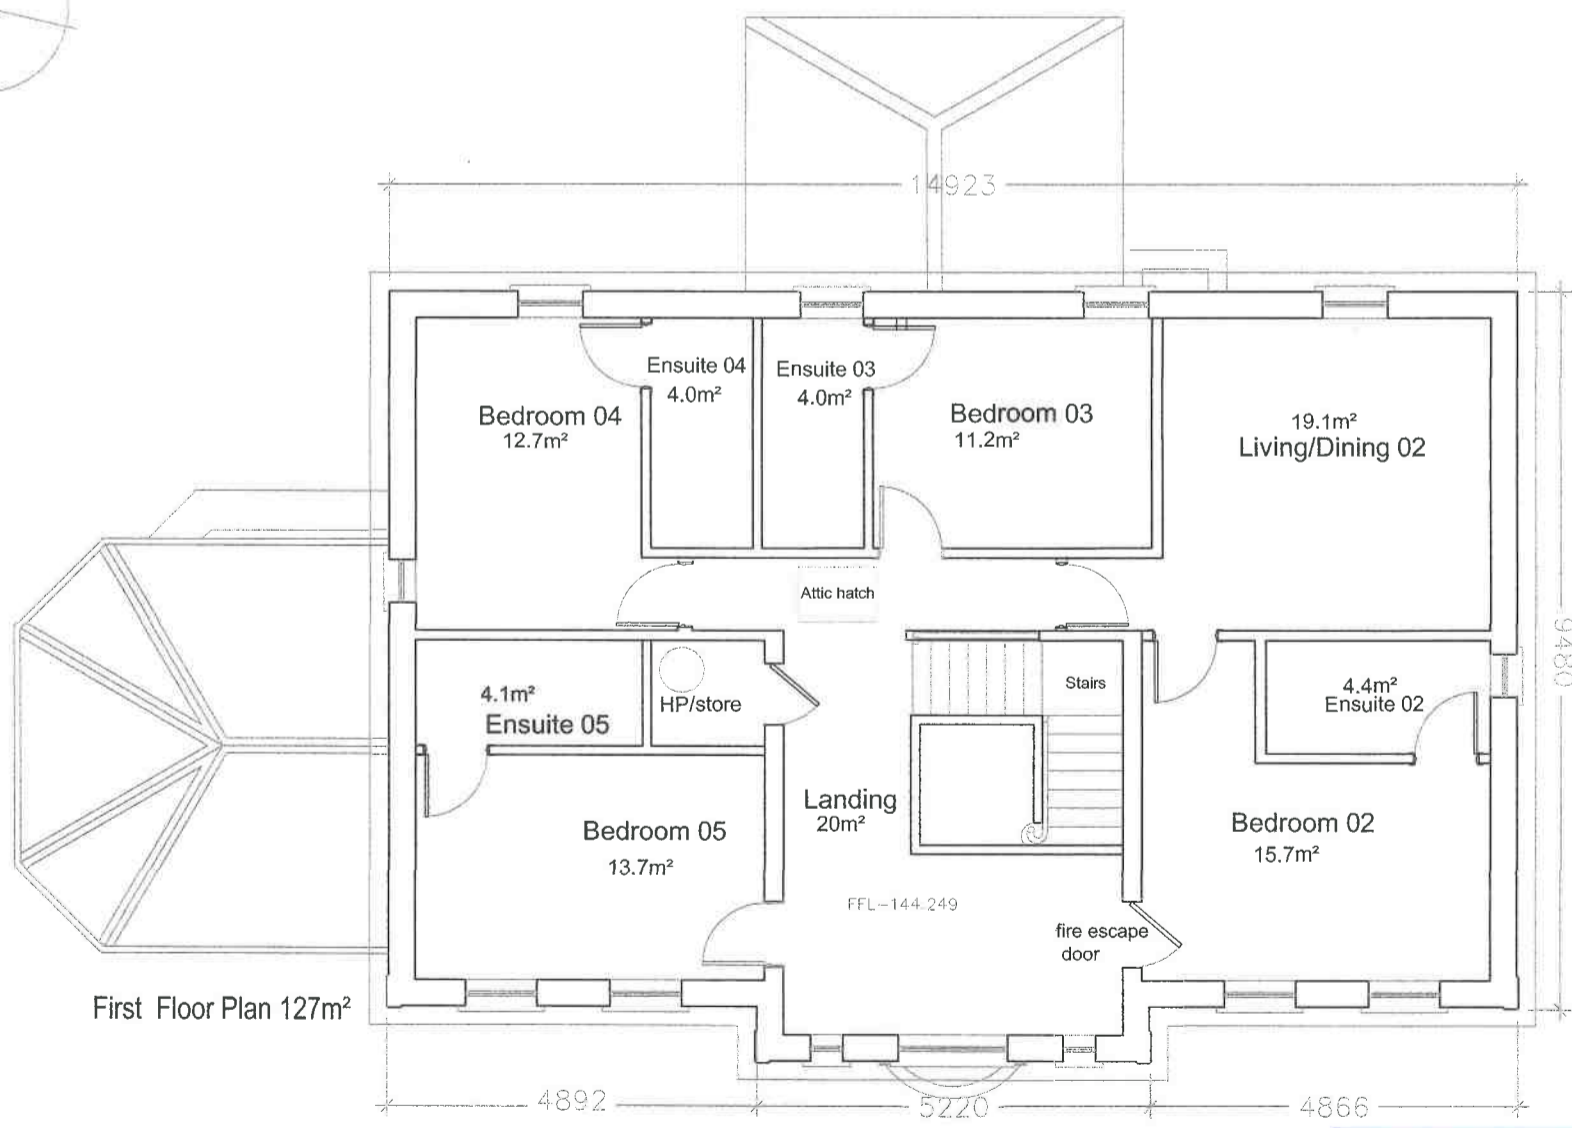 14923
Ensuite 04
4.0m²
Ensuite 03
4.0m²
Bedroom 04
12.7m²
Bedroom 03
11.2m²
19.1m²
Living/Dining 02
Attic hatch
9480
4.1m²
Ensuite 05
HP/store
Stairs
4.4m²
Ensuite 02
Landing
20m²
Bedroom 05
13.7m²
Bedroom 02
15.7m²
FFL-144.249
fire escape
door
First Floor Plan 127m²
4892
5220
4866